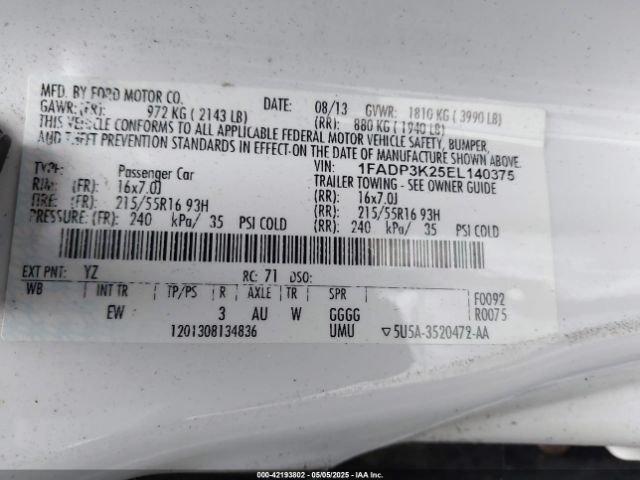 MFD. BY FORD MOTOR CO. DATE: 08/13 GVWR: 1810 KG ( 3990 LB)
GAWR: (FR): 972 KG ( 2143 LB) (RR): 880 KG ( 1940 LB)
THIS VEHICLE CONFORMS TO ALL APPLICABLE FEDERAL MOTOR VEHICLE SAFETY, BUMPER,
AND THEFT PREVENTION STANDARDS IN EFFECT ON THE DATE OF MANUFACTURE SHOWN ABOVE.
VIN: 1FADP3K25EL140375
TYPE: Passenger Car TRAILER TOWING - SEE OWNER GUIDE
RIM: (FR): 16x7.0J (RR): 16x7.0J
TIRE: (FR): 215/55R16 93H (RR): 215/55R16 93H
PRESSURE: (FR): 240 kPa/ 35 PSI COLD (RR): 240 kPa/ 35 PSI COLD
EXT PNT: YZ RC: 71 DSO:
WB INT TR TP/PS R AXLE TR SPR F0092
EW 3 AU W GGGG R0075
1201308134836 UMU ▽5U5A-3520472-AA
000-42193802 - 05/05/2025 - IAAI.COM